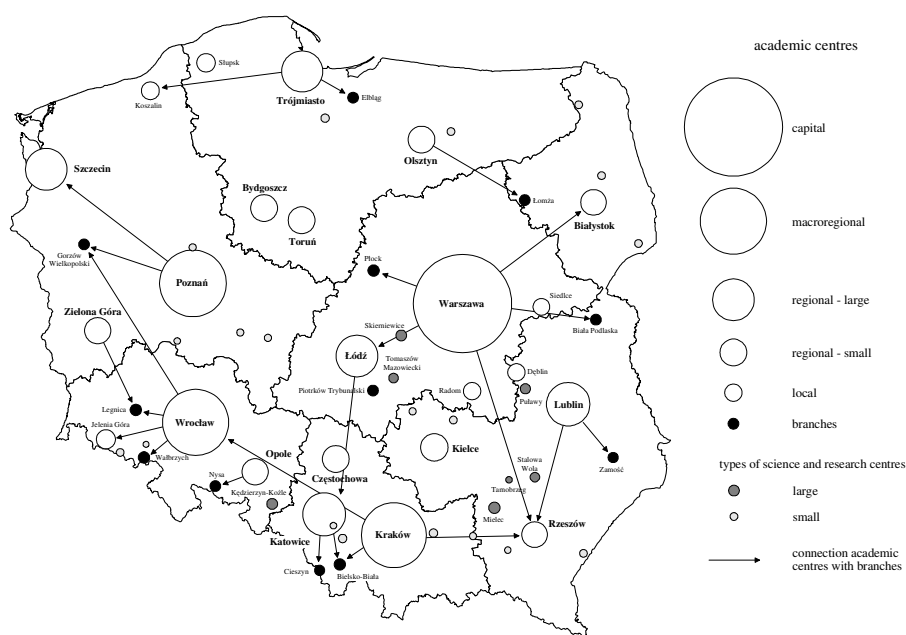 academic centres
capital
macroregional
regional - large
regional - small
local
branches
types of science and research centres
large
small
connection academic
centres with branches
Słupsk
Koszalin
Trójmiasto
Elbląg
Szczecin
Olsztyn
Bydgoszcz
Toruń
Łomża
Białystok
Gorzów
Wielkopolski
Poznań
Płock
Warszawa
Siedlce
Biała Podlaska
Zielona Góra
Skierniewice
Łódź
Tomaszów
Mazowiecki
Piotrków Trybunalski
Radom
Dęblin
Puławy
Lublin
Legnica
Jelenia Góra
Wrocław
Wałbrzych
Opole
Nysa
Kędzierzyn-Koźle
Częstochowa
Kielce
Stalowa
Wola
Tarnobrzeg
Zamość
Mielec
Rzeszów
Katowice
Kraków
Cieszyn
Bielsko-Biała